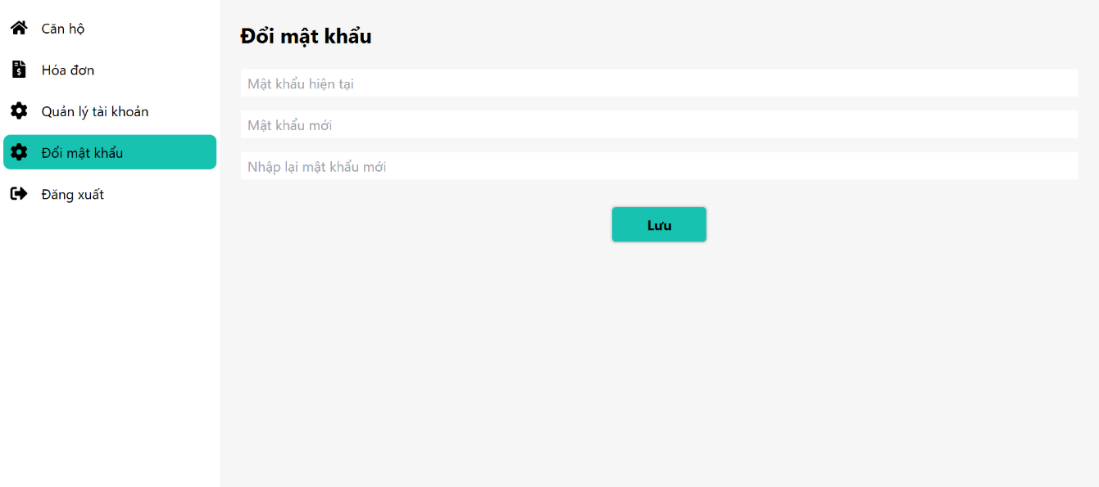 Căn hộ
Hóa đơn
Quản lý tài khoản
Đổi mật khẩu
Đăng xuất
Đổi mật khẩu
Mật khẩu hiện tại
Mật khẩu mới
Nhập lại mật khẩu mới
Lưu